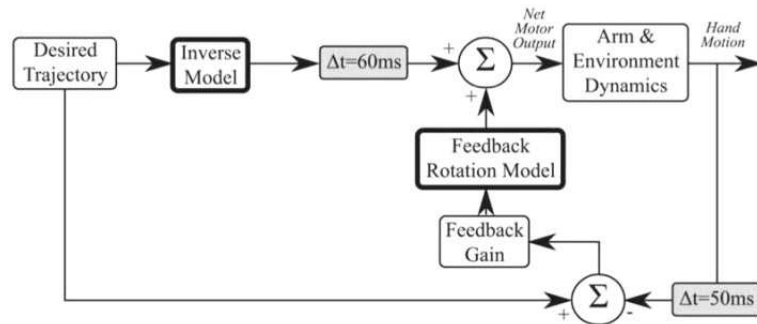 Desired
Trajectory
Inverse
Model
Δt=60ms
+
Σ
+
Net
Motor
Output
Arm &
Environment
Dynamics
Hand
Motion
Feedback
Rotation Model
Feedback
Gain
+
Σ
-
Δt=50ms